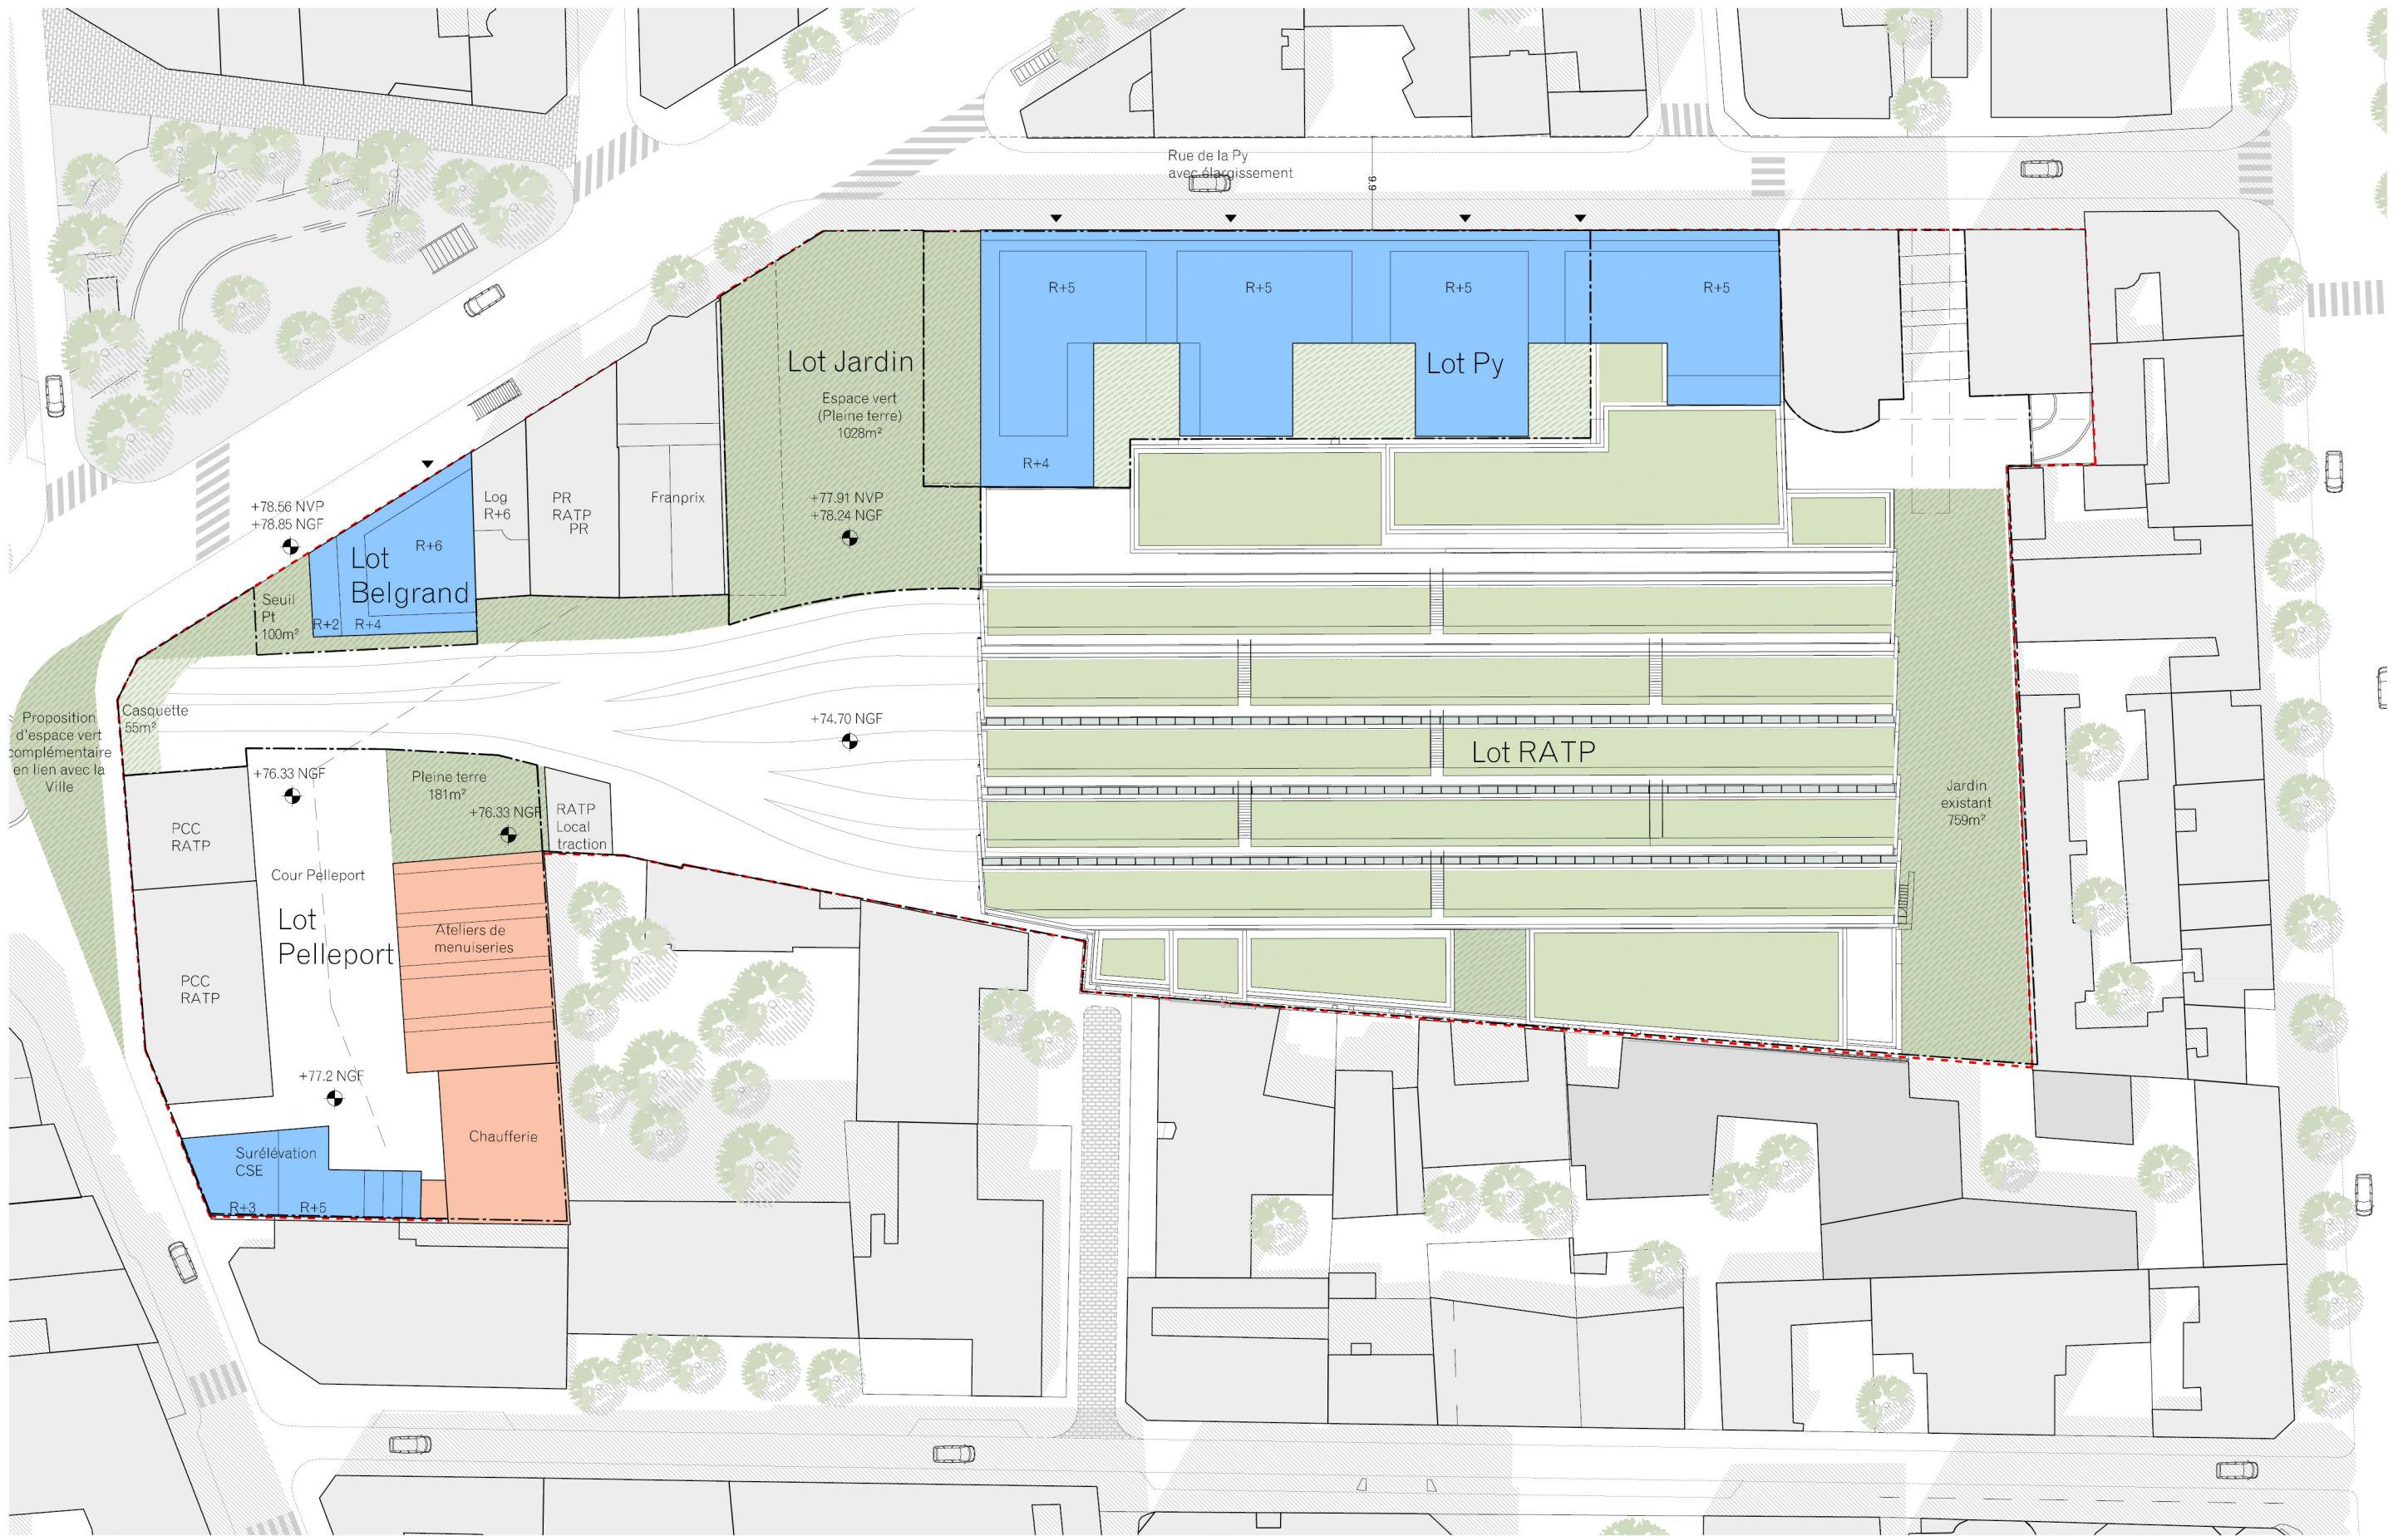 Rue de la Py
avec élargissement
9.9
R+5
R+5
R+5
R+5
Lot Jardin
Espace vert
(Pleine terre)
1028m²
Lot Py
R+4
+77.91 NVP
+78.24 NGF
Log
R+6
PR
RATP
PR
Franprix
+78.56 NVP
+78.85 NGF
R+6
Lot
Belgrand
Seuil
Pt
100m²
R+2
R+4
Proposition
d'espace vert
complémentaire
en lien avec la
Ville
Casquette
55m²
+74.70 NGF
Lot RATP
Jardin
existant
759m²
+76.33 NGF
Pleine terre
181m²
+76.33 NGF
RATP
Local
traction
PCC
RATP
Cour Pelleport
Lot
Pelleport
Ateliers de
menuiseries
PCC
RATP
+77.2 NGF
Chaufferie
Surélévation
CSE
R+3
R+5